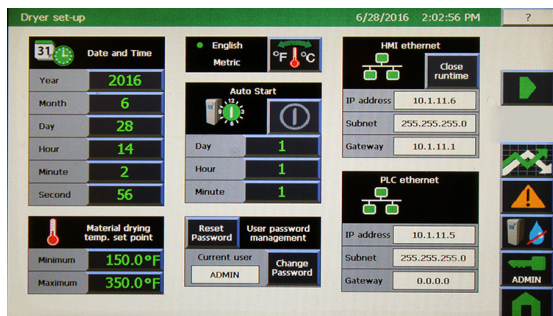 Dryer set-up
6/28/2016 2:02:56 PM
?
31
Date and Time
Year 2016
Month 6
Day 28
Hour 14
Minute 2
Second 56
Material drying
temp. set point
Minimum 150.0°F
Maximum 350.0°F
English
Metric
°F °C
Auto Start
12
Day 1
Hour 1
Minute 1
Reset
Password
User password
management
Current user
ADMIN
Change
Password
HMI ethernet
Close
runtime
IP address 10.1.11.6
Subnet 255.255.255.0
Gateway 10.1.11.1
PLC ethernet
IP address 10.1.11.5
Subnet 255.255.255.0
Gateway 0.0.0.0
ADMIN